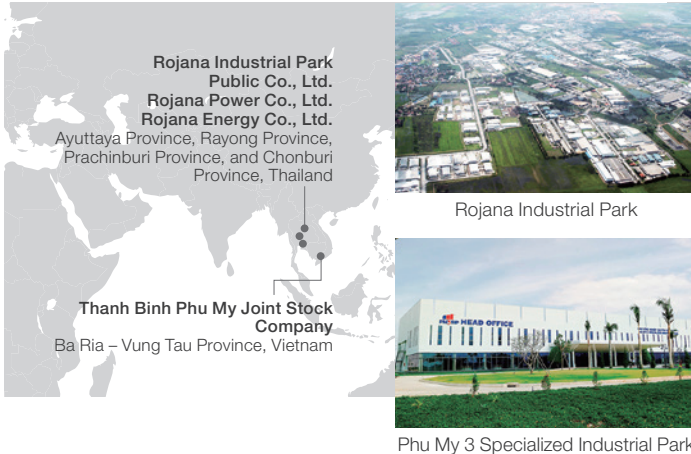 Rojana Industrial Park
Public Co., Ltd.
Rojana Power Co., Ltd.
Rojana Energy Co., Ltd.
Ayuttaya Province, Rayong Province,
Prachinburi Province, and Chonburi
Province, Thailand
Thanh Binh Phu My Joint Stock
Company
Ba Ria – Vung Tau Province, Vietnam
Rojana Industrial Park
HEAD OFFICE
Phu My 3 Specialized Industrial Park